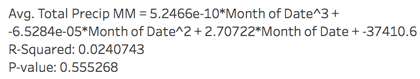 Avg. Total Precip MM = 5.2466e-10*Month of Date^3 +
-6.5284e-05*Month of Date^2 + 2.70722*Month of Date + -37410.6
R-Squared: 0.0240743
P-value: 0.555268